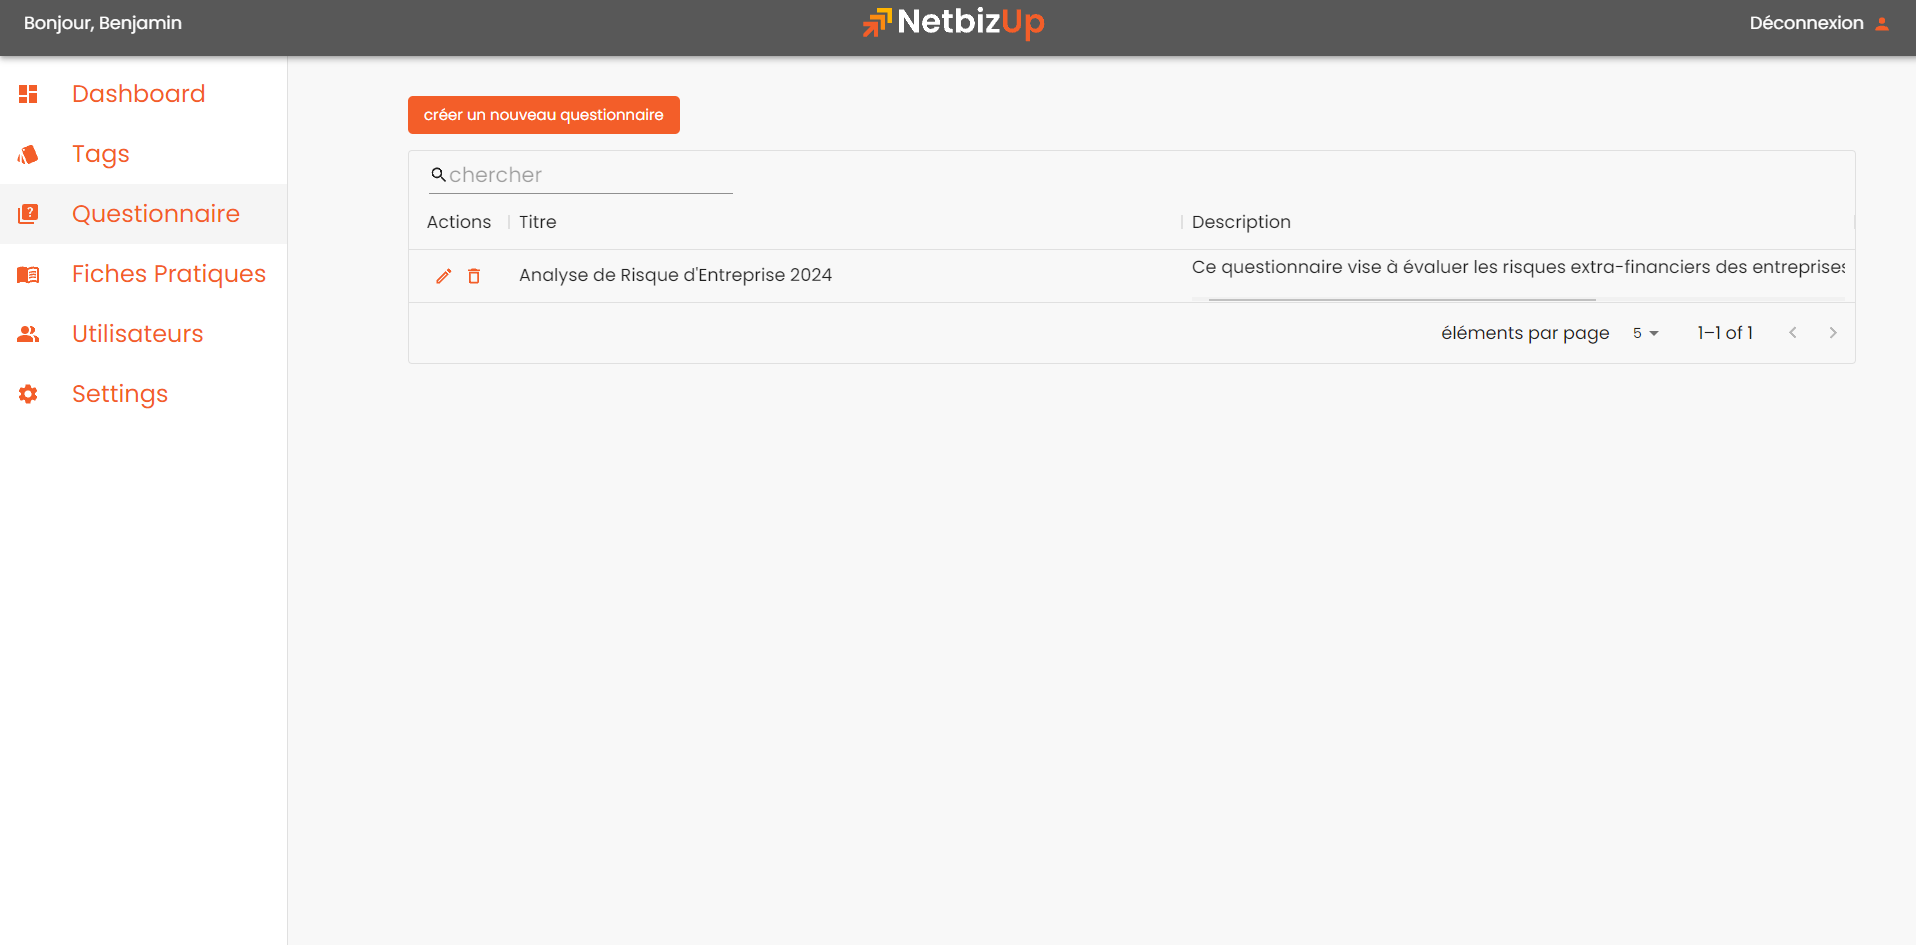 Bonjour, Benjamin
NetbizUp
Déconnexion
Dashboard
Tags
Questionnaire
Fiches Pratiques
Utilisateurs
Settings
créer un nouveau questionnaire
chercher
Actions Titre Description
Analyse de Risque d'Entreprise 2024 Ce questionnaire vise à évaluer les risques extra-financiers des entreprises
éléments par page 5 1–1 of 1